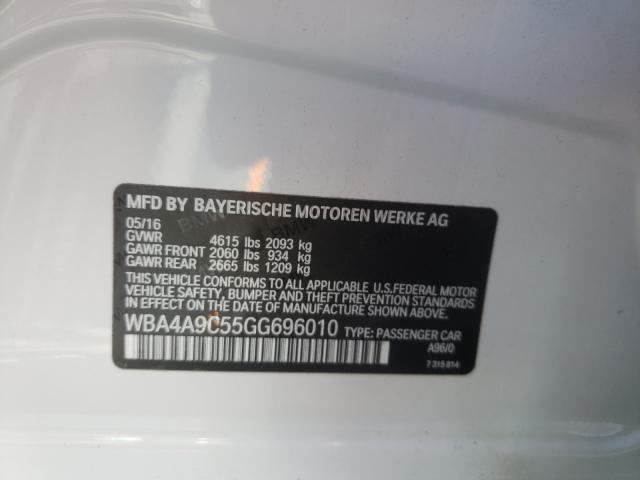 MFD BY BAYERISCHE MOTOREN WERKE AG
05/16
GVWR 4615 lbs 2093 kg
GAWR FRONT 2060 lbs 934 kg
GAWR REAR 2665 lbs 1209 kg
THIS VEHICLE CONFORMS TO ALL APPLICABLE U.S.FEDERAL MOTOR
VEHICLE SAFETY, BUMPER AND THEFT PREVENTION STANDARDS
IN EFFECT ON THE DATE OF MANUFACTURE SHOWN ABOVE.
WBA4A9C55GG696010 TYPE: PASSENGER CAR
A96/0
7 315 814